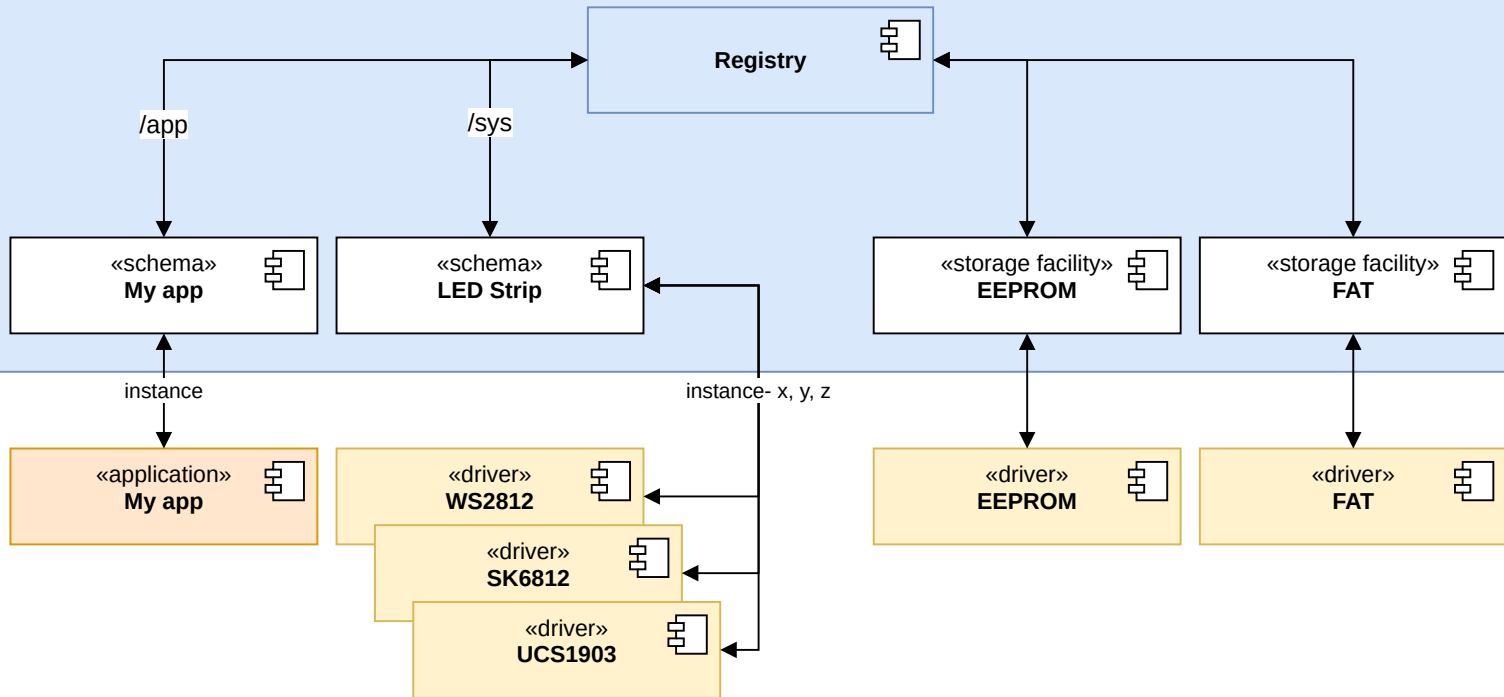 Registry
/app
/sys
«schema»
My app
«schema»
LED Strip
«storage facility»
EEPROM
«storage facility»
FAT
instance
instance- x, y, z
«application»
My app
«driver»
WS2812
«driver»
SK6812
«driver»
UCS1903
«driver»
EEPROM
«driver»
FAT